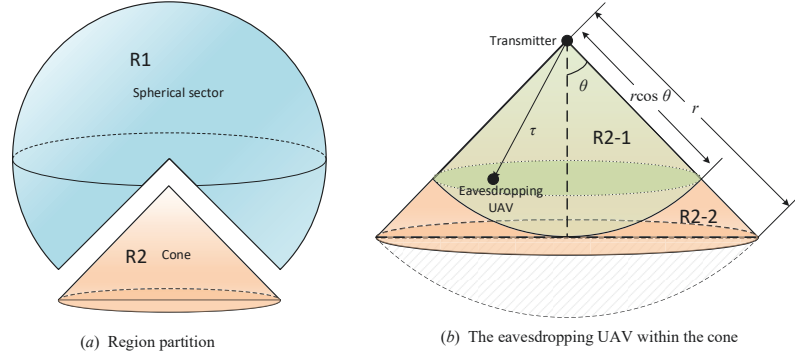 R1
Spherical sector
R2 Cone
(a) Region partition
Transmitter
θ
rcos θ
r
τ
R2-1
Eavesdropping
UAV
R2-2
(b) The eavesdropping UAV within the cone